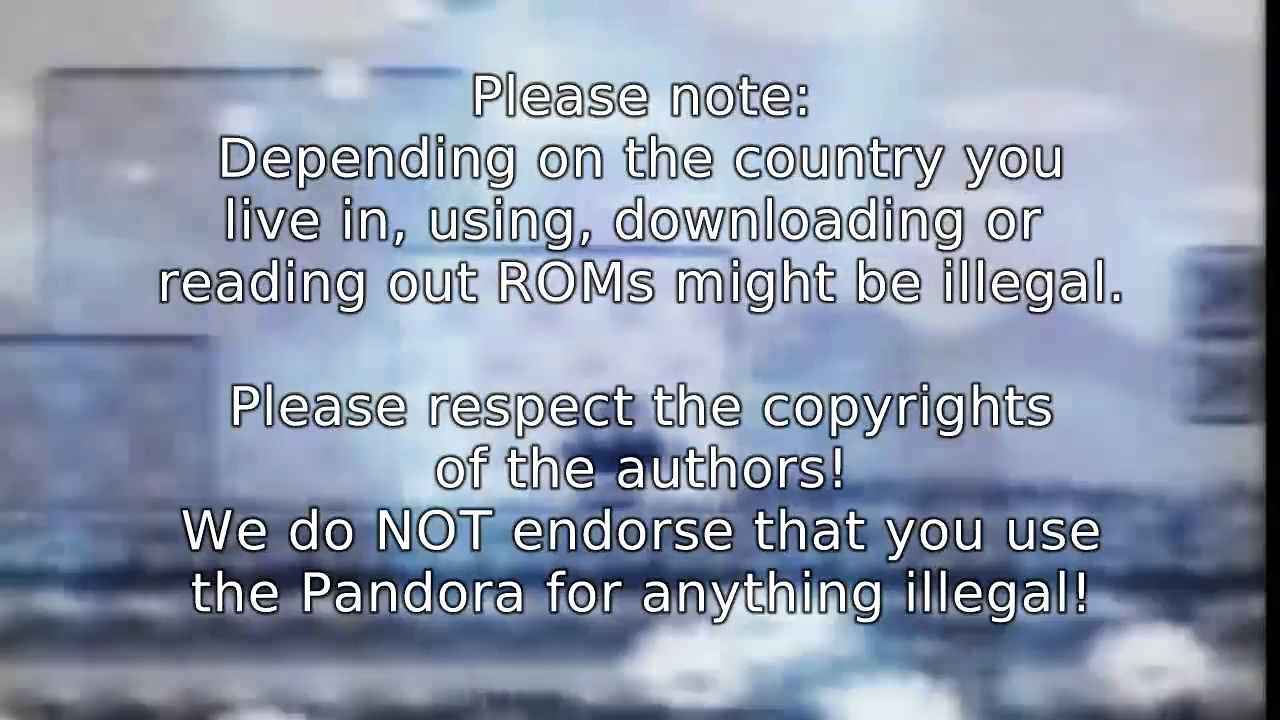 Please note:
Depending on the country you
live in, using, downloading or
reading out ROMs might be illegal.
Please respect the copyrights
of the authors!
We do NOT endorse that you use
the Pandora for anything illegal!